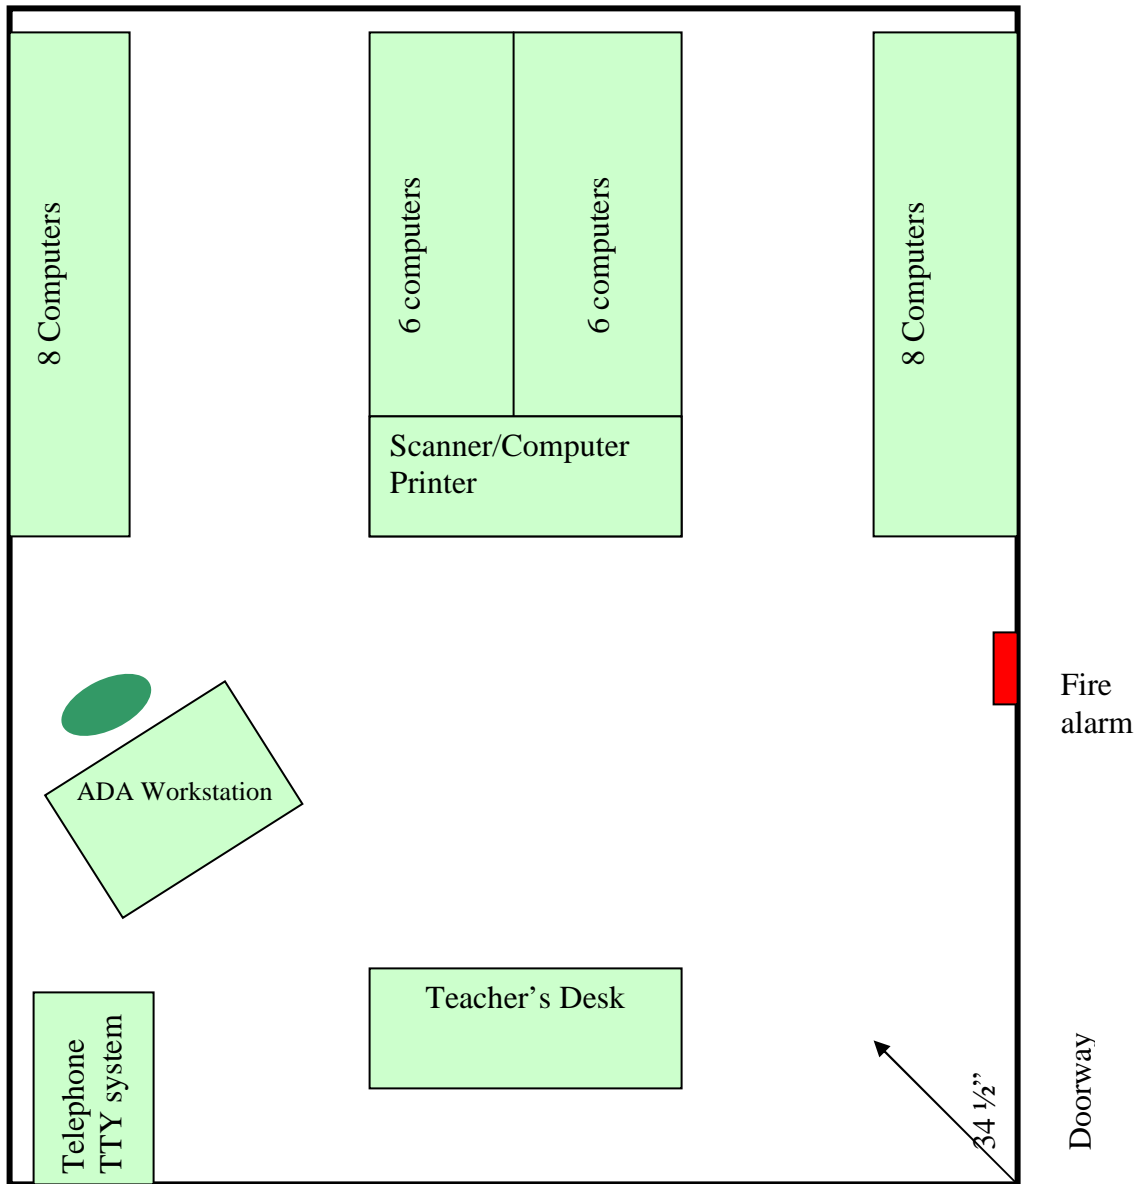 8 Computers
6 computers
6 computers
8 Computers
Scanner/Computer
Printer
Fire
alarm
ADA Workstation
Teacher’s Desk
Telephone
TTY system
34 ½”
Doorway